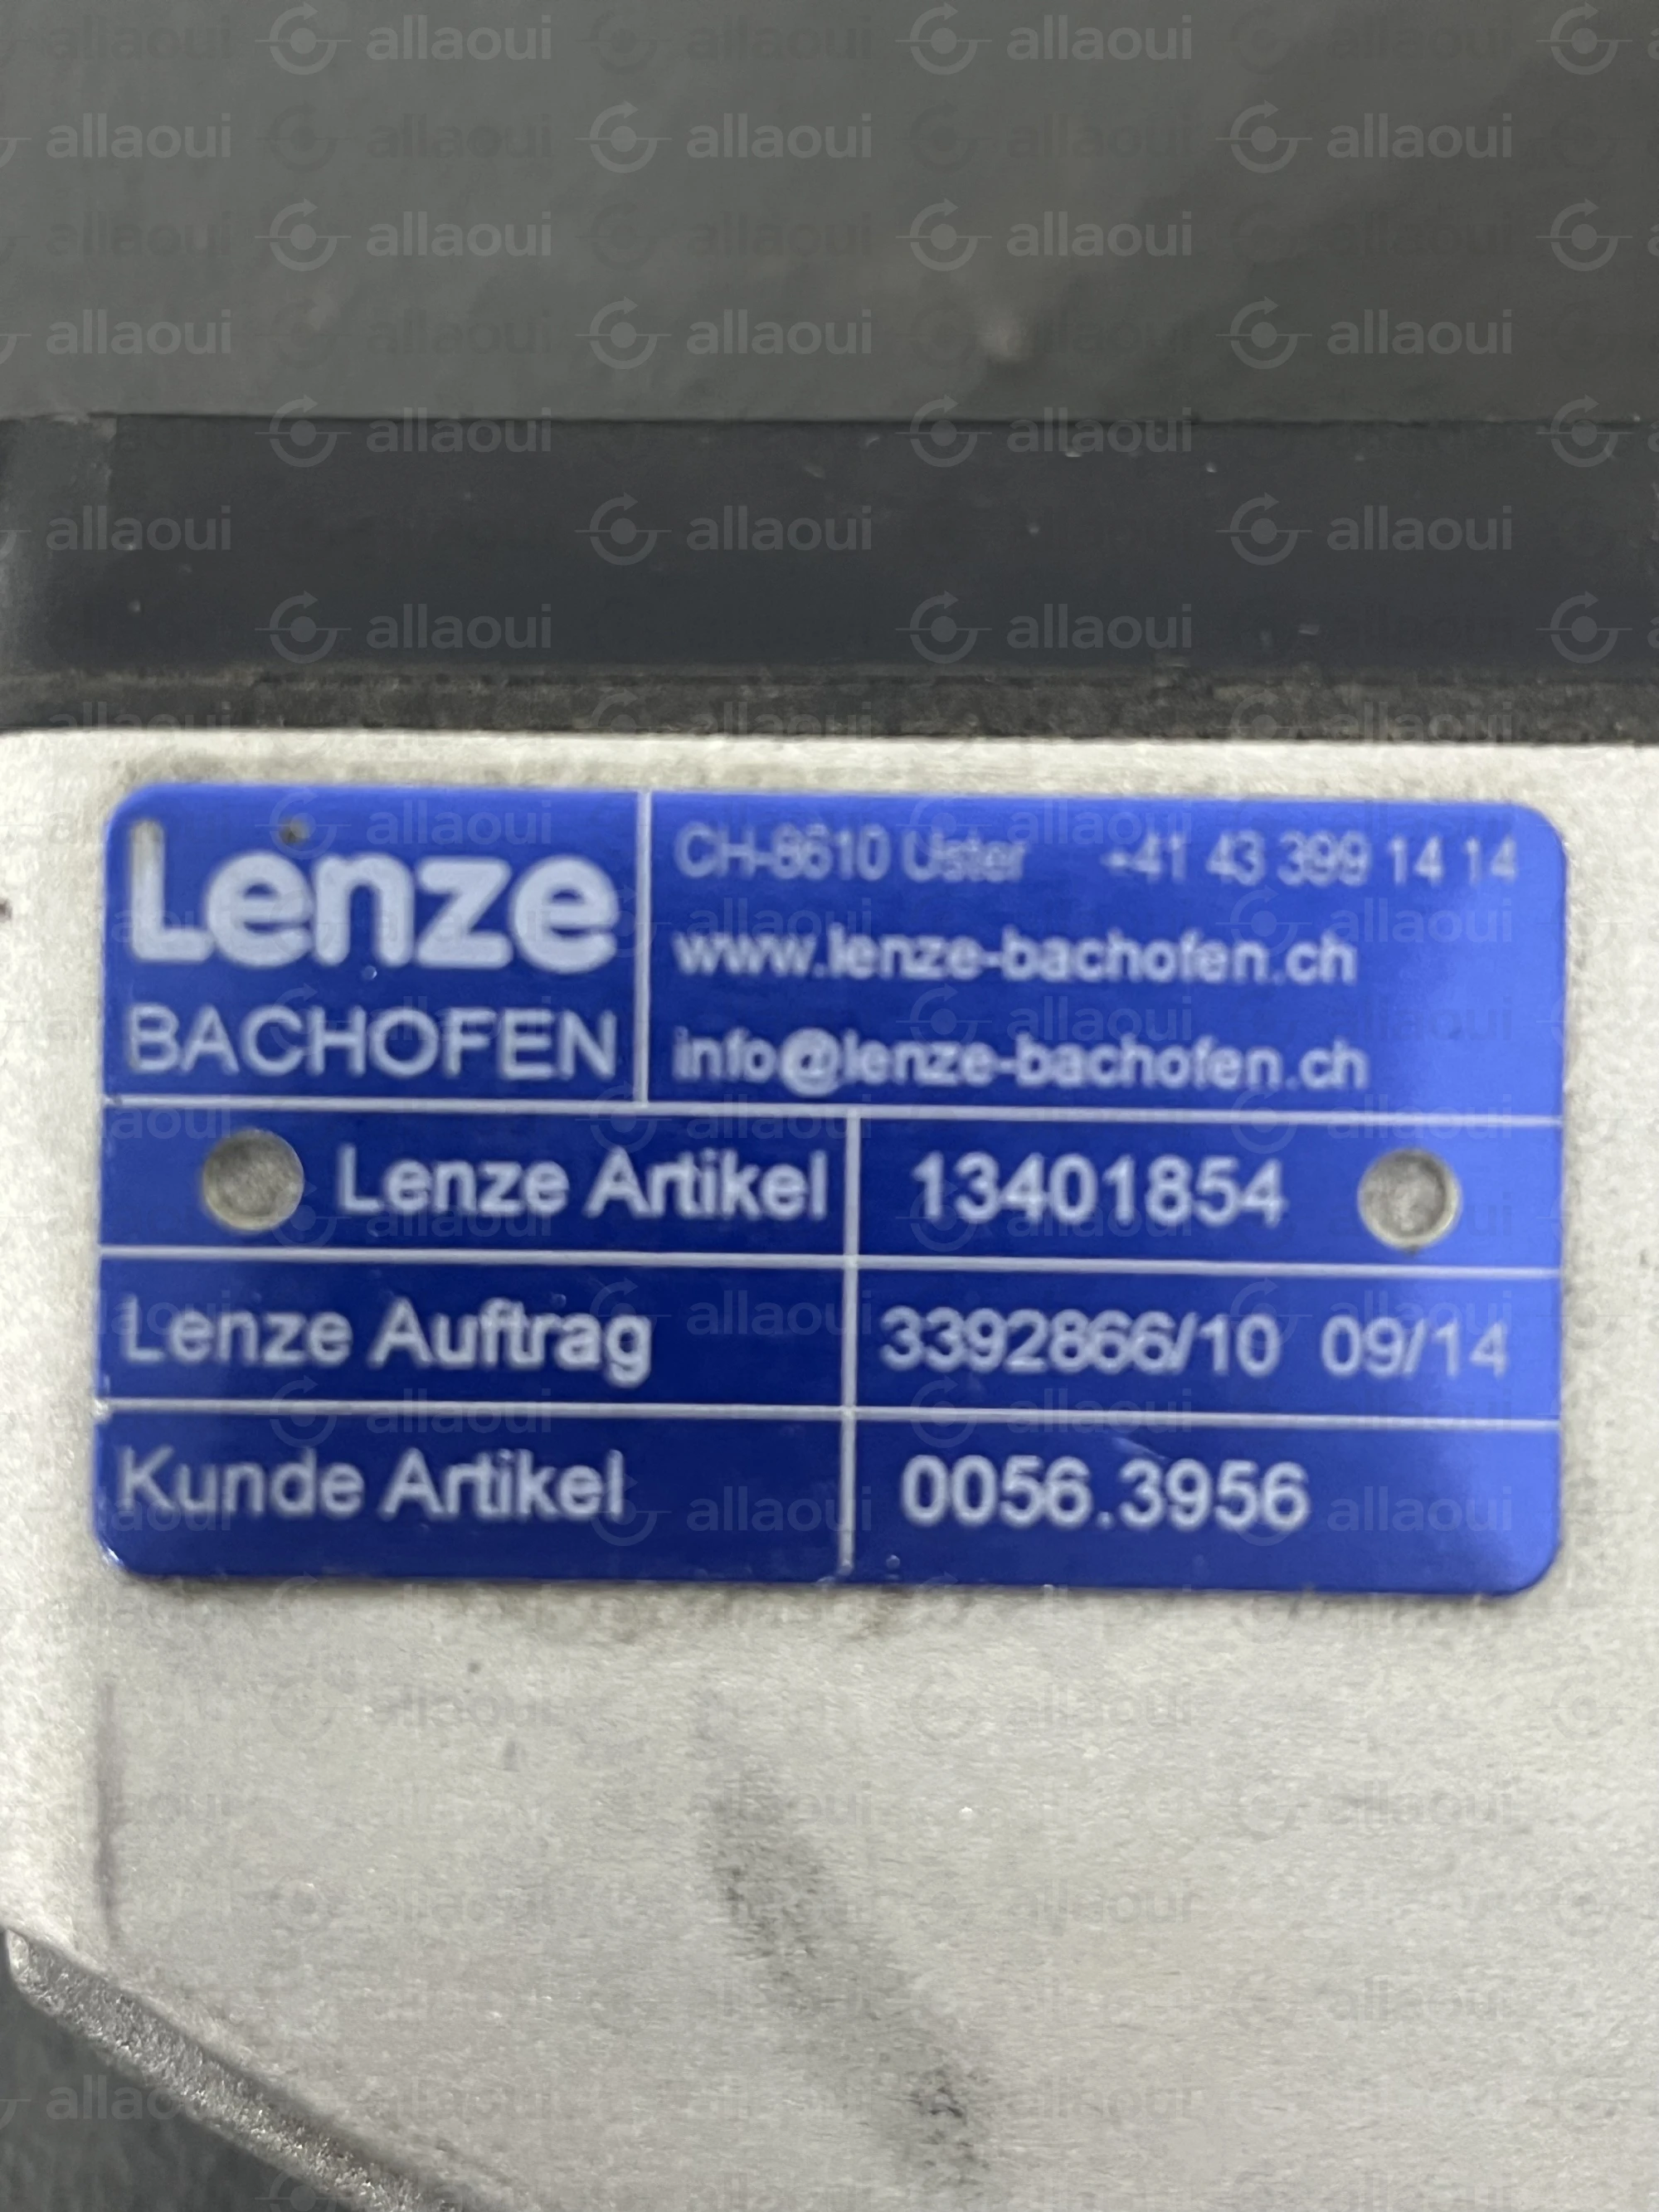 Lenze
BACHOFEN
CH-8610 Uster +41 43 399 14 14
www.lenze-bachofen.ch
info@lenze-bachofen.ch
Lenze Artikel 13401854
Lenze Auftrag 3392866/10 09/14
Kunde Artikel 0056.3956
allaoui